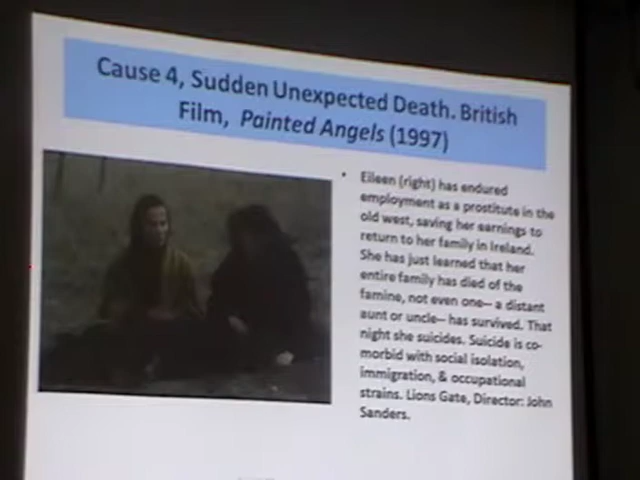 Cause 4, Sudden Unexpected Death. British
Film, Painted Angels (1997)
• Eileen (right) has endured
employment as a prostitute in the
old west, saving her earnings to
return to her family in Ireland.
She has just learned that her
entire family has died of the
famine, not even one– a distant
aunt or uncle– has survived. That
night she suicides. Suicide is co-
morbid with social isolation,
immigration, & occupational
strains. Lions Gate, Director: John
Sanders.